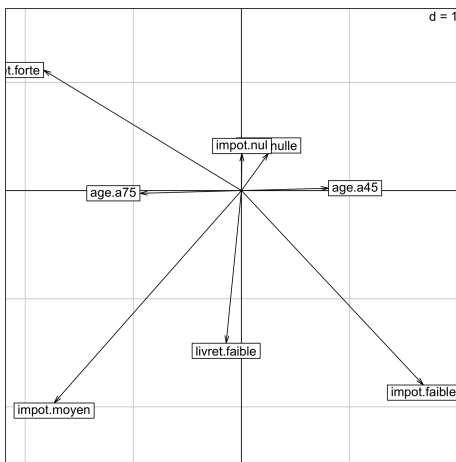 d = 1
t.forte
impot.nul
nulle
age.a75
age.a45
livret.faible
impot.faible
impot.moyen